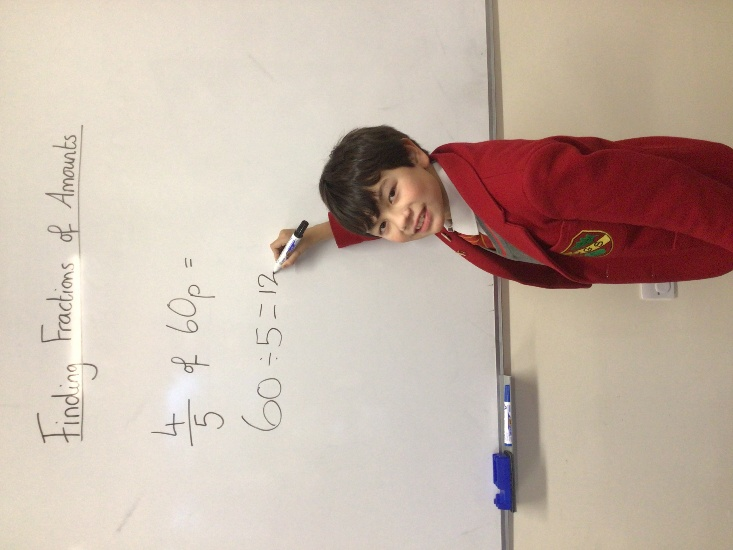 Finding Fractions of Amounts
4/5 of 60p =
60 ÷ 5 = 12